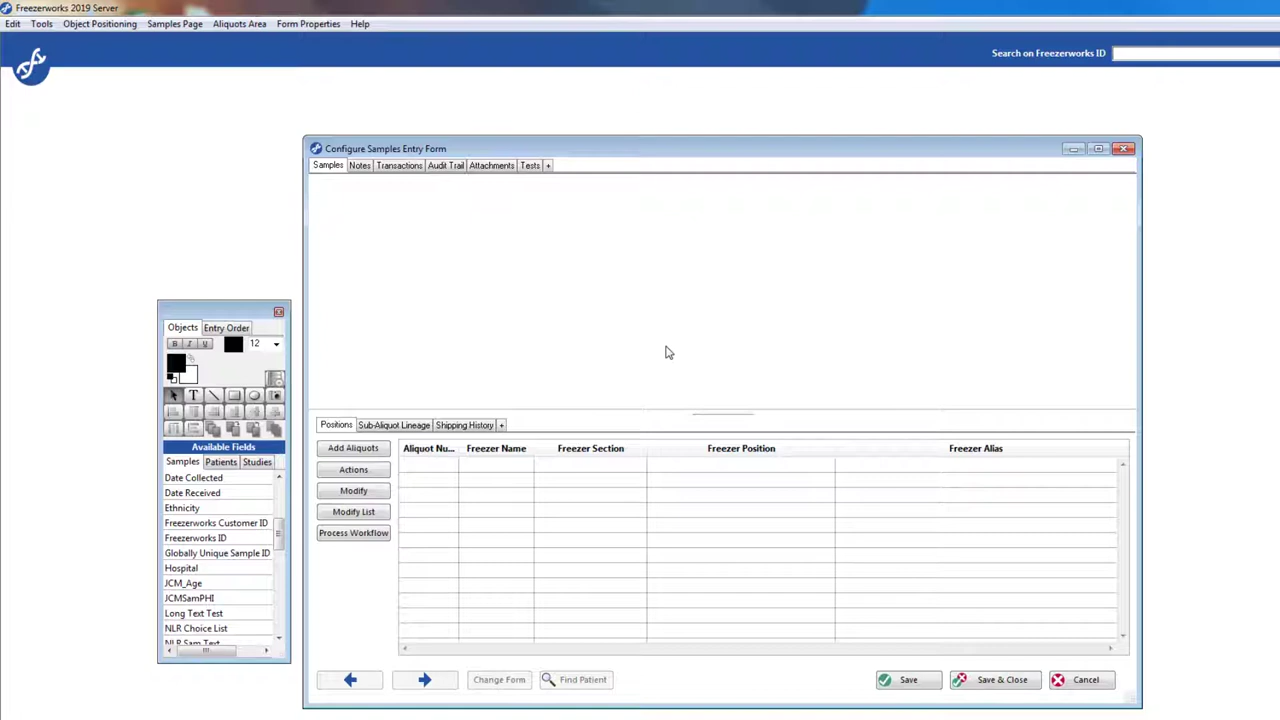 Freezerworks 2019 Server
Edit Tools Object Positioning Samples Page Aliquots Area Form Properties Help
Search on Freezerworks ID
Configure Samples Entry Form
Samples Notes Transactions Audit Trail Attachments Tests +
Objects Entry Order
B I U 12
T
Available Fields
Samples Patients Studies
Date Collected
Date Received
Ethnicity
Freezerworks Customer ID
Freezerworks ID
Globally Unique Sample ID
Hospital
JCM_Age
JCMSamPHI
Long Text Test
NLR Choice List
NLR Sam Text
Positions Sub-Aliquot Lineage Shipping History +
Add Aliquots
Actions
Modify
Modify List
Process Workflow
Aliquot Nu... Freezer Name Freezer Section Freezer Position Freezer Alias
Change Form Find Patient Save Save & Close Cancel